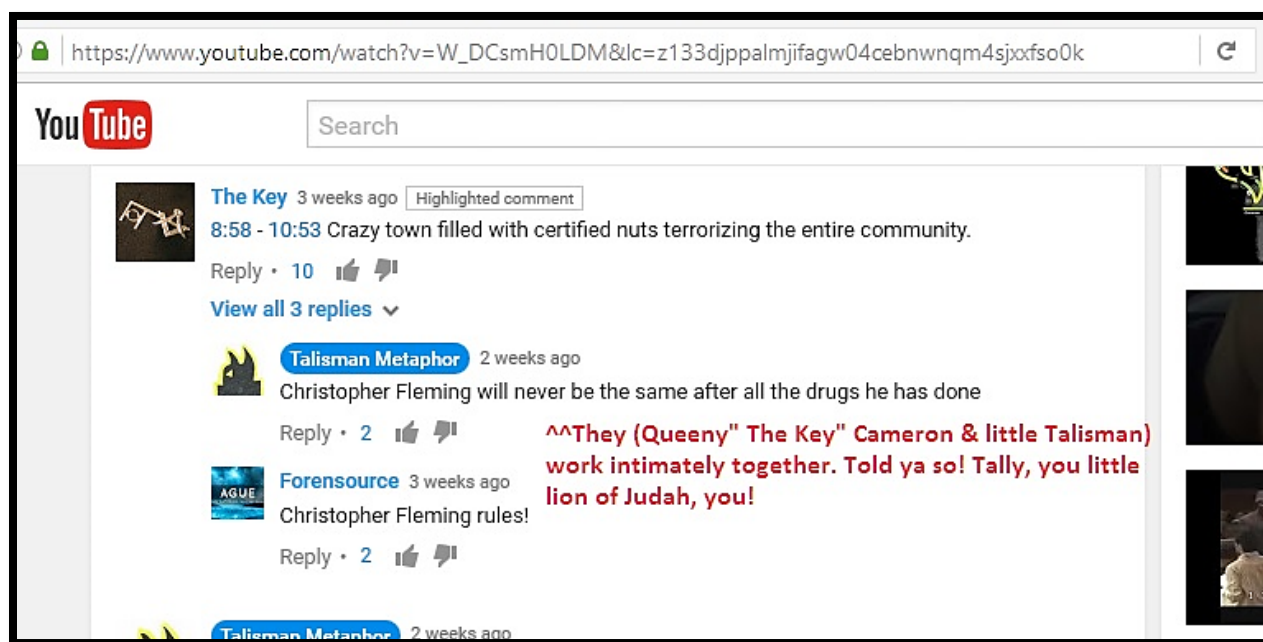 https://www.youtube.com/watch?v=W_DCsmH0LDM&lc=z133djppalmjifagw04cebnwnqm4sjxxfso0k
YouTube
Search
The Key 3 weeks ago Highlighted comment
8:58 - 10:53 Crazy town filled with certified nuts terrorizing the entire community.
Reply • 10
View all 3 replies
Talisman Metaphor 2 weeks ago
Christopher Fleming will never be the same after all the drugs he has done
Reply • 2
^^They (Queeny" The Key" Cameron & little Talisman)
work intimately together. Told ya so! Tally, you little
lion of Judah, you!
AGUE
Forensource 3 weeks ago
Christopher Fleming rules!
Reply • 2
Talisman Metaphor 2 weeks ago